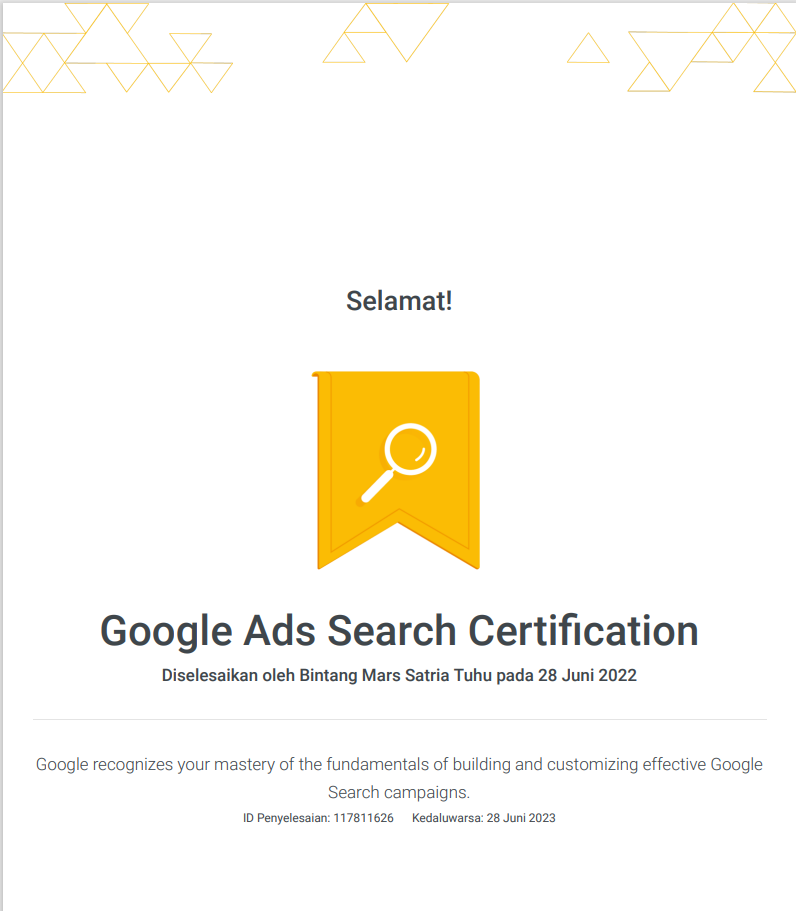 Selamat!
Google Ads Search Certification
Diselesaikan oleh Bintang Mars Satria Tuhu pada 28 Juni 2022
Google recognizes your mastery of the fundamentals of building and customizing effective Google
Search campaigns.
ID Penyelesaian: 117811626 Kedaluwarsa: 28 Juni 2023